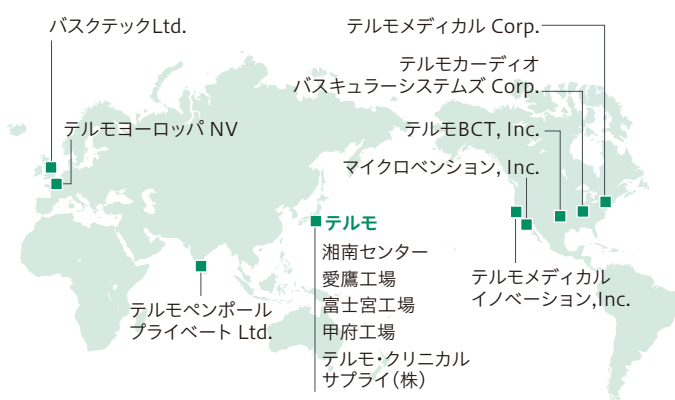 バスクテックLtd.
テルモメディカル Corp.
テルモカーディオ
バスキュラーシステムズ Corp.
テルモヨーロッパ NV
テルモBCT, Inc.
マイクロベンション, Inc.
テルモ
湘南センター
愛鷹工場
富士宮工場
甲府工場
テルモ・クリニカル
サプライ(株)
テルモペンポール
プライベート Ltd.
テルモメディカル
イノベーション,Inc.